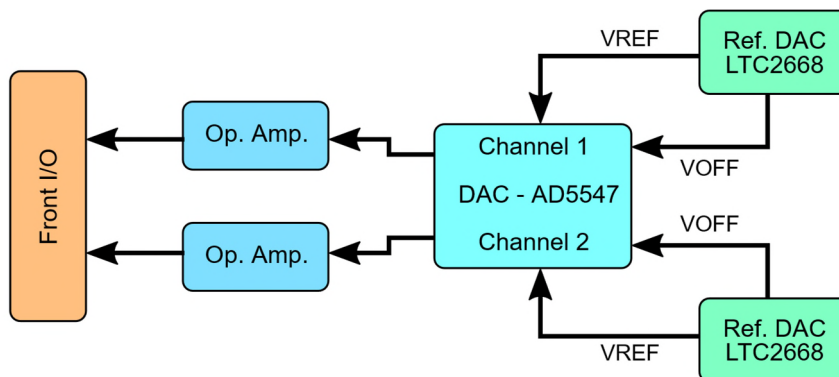 VREF
Ref. DAC
LTC2668
Op. Amp.
Channel 1
VOFF
Front I/O
DAC - AD5547
Op. Amp.
Channel 2
VOFF
VREF
Ref. DAC
LTC2668